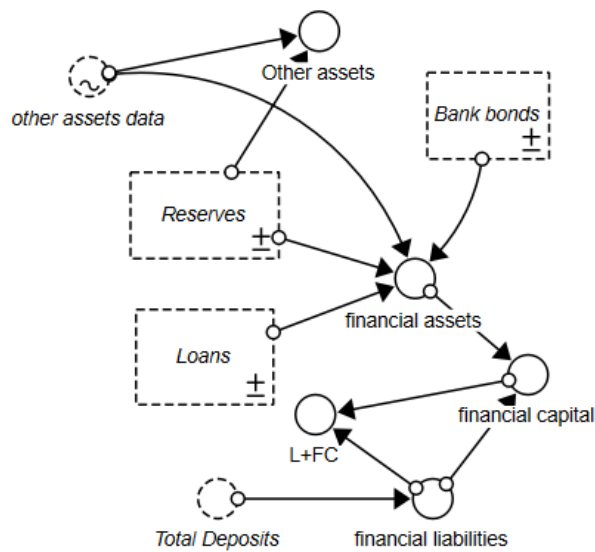 Other assets
other assets data
Bank bonds
±
Reserves
±
financial assets
Loans
±
financial capital
L+FC
Total Deposits
financial liabilities